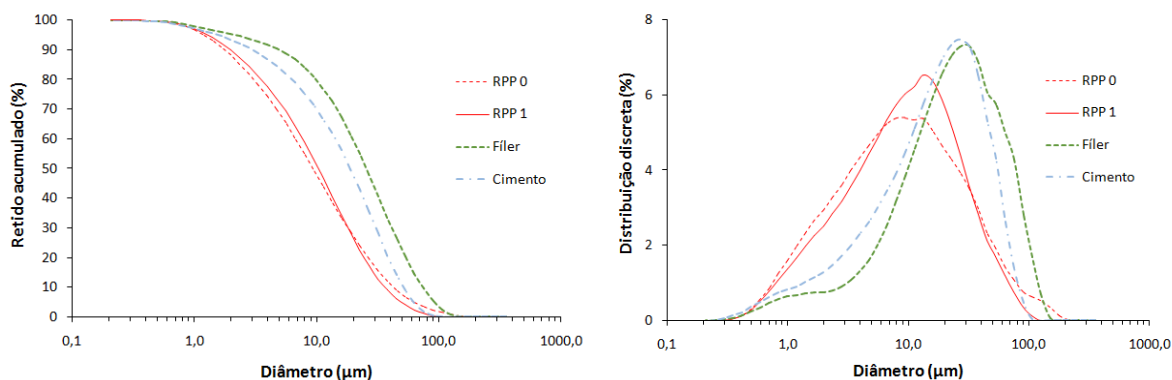 Retido acumulado (%)
100
90
80
70
60
50
40
30
20
10
0
0,1
1,0
10,0
100,0
1000,0
Diâmetro (µm)
RPP 0
RPP 1
Fíler
Cimento
Distribuição discreta(%)
8
6
4
2
0
0,1
1,0
10,0
100,0
1000,0
Diâmetro (µm)
RPP 0
RPP 1
Fíler
Cimento